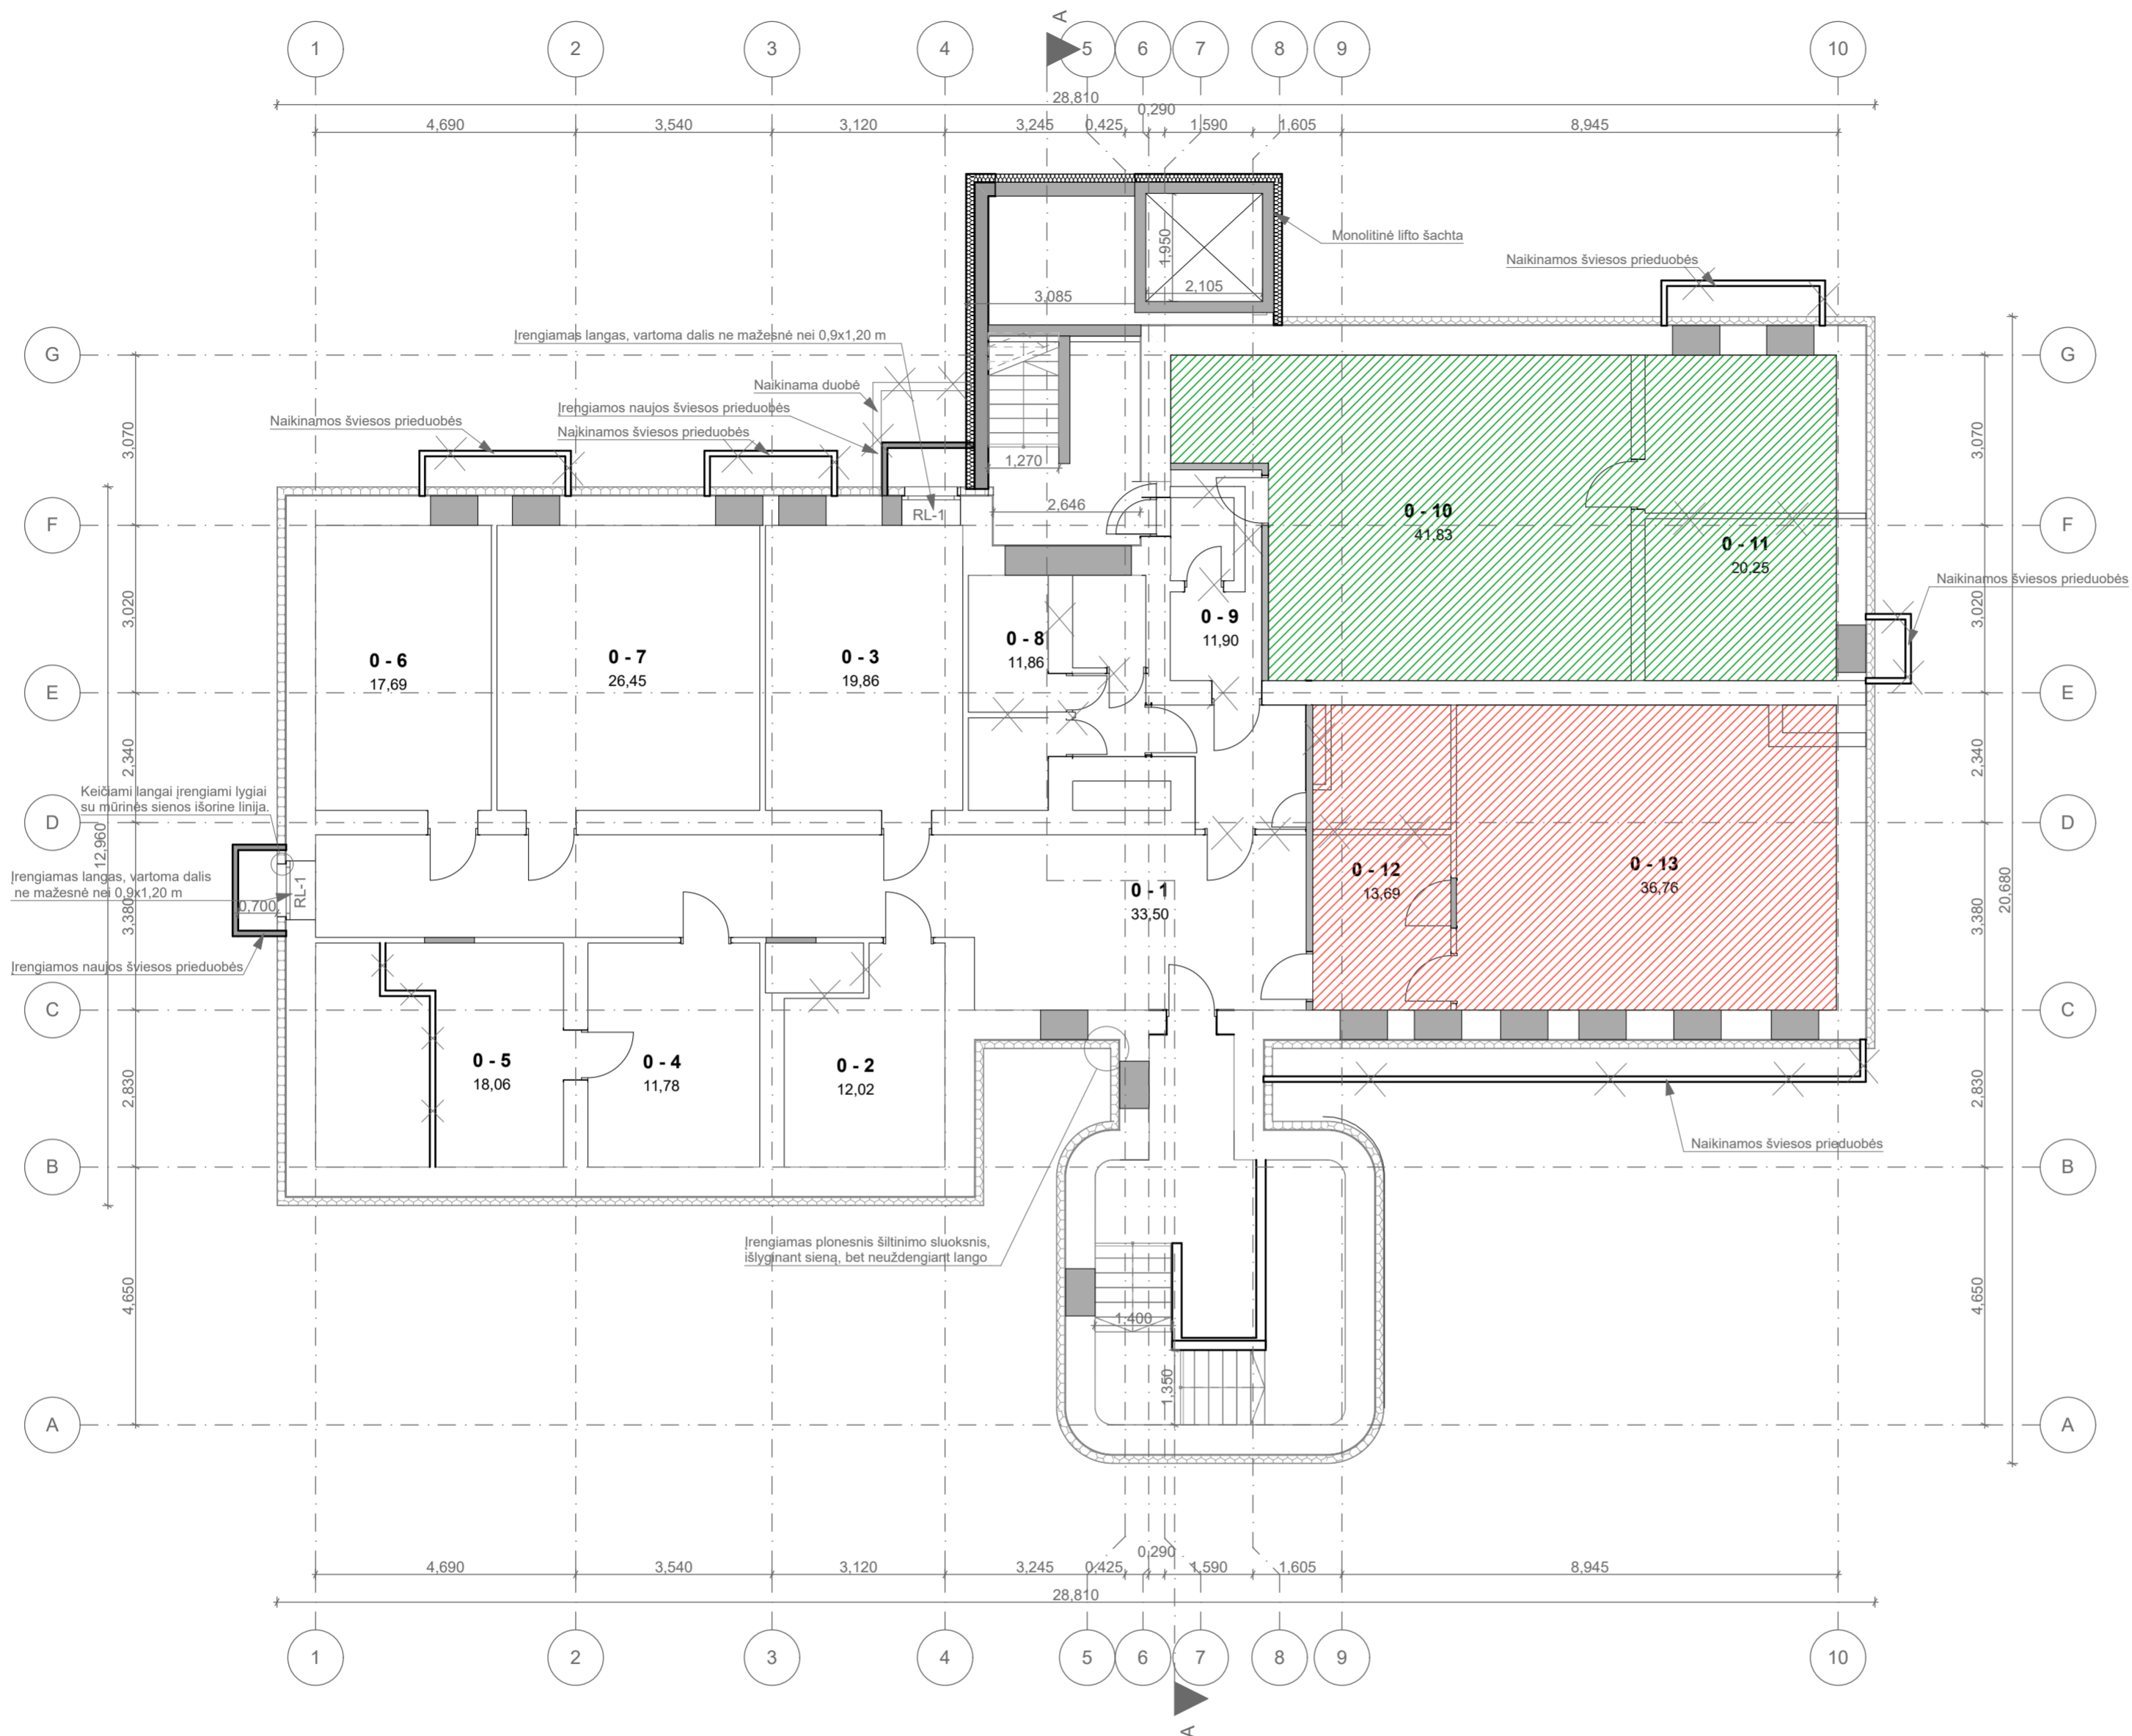 A
1 2 3 4 5 6 7 8 9 10
28,810
0,290
4,690 3,540 3,120 3,245 0,425 1,590 1,605 8,945
Monolitinė lifto šachta
1,950
Naikinamos šviesos prieduobės
2,105
3,085
Įrengiamas langas, vartoma dalis ne mažesnė nei 0,9x1,20 m
G G
Naikinama duobė
Įrengiamos naujos šviesos prieduobės
Naikinamos šviesos prieduobės
Naikinamos šviesos prieduobės
3,070 3,070
1,270
2,646
RL-1
F F
0 - 10
41,83
0 - 11
20,25
Naikinamos šviesos prieduobės
3,020 3,020
0 - 9
11,90
0 - 8
11,86
0 - 3
19,86
0 - 7
26,45
0 - 6
17,69
E E
2,340 2,340
Keičiami langai įrengiami lygiai
su mūrinės sienos išorine linija.
D D
12,960
0 - 13
36,76
0 - 12
13,69
Įrengiamas langas, vartoma dalis
ne mažesnė nei 0,9x1,20 m
RL-1
0 - 1
33,50
0,700
3,380 3,380
20,680
Įrengiamos naujos šviesos prieduobės
C C
0 - 5
18,06
0 - 4
11,78
0 - 2
12,02
2,830 2,830
Naikinamos šviesos prieduobės
B B
Įrengiamas plonesnis šiltinimo sluoksnis,
išlyginant sieną, bet neuždengiant lango
4,650 4,650
1,400
1,350
A A
0,290
4,690 3,540 3,120 3,245 0,425 1,590 1,605 8,945
28,810
1 2 3 4 5 6 7 8 9 10
A